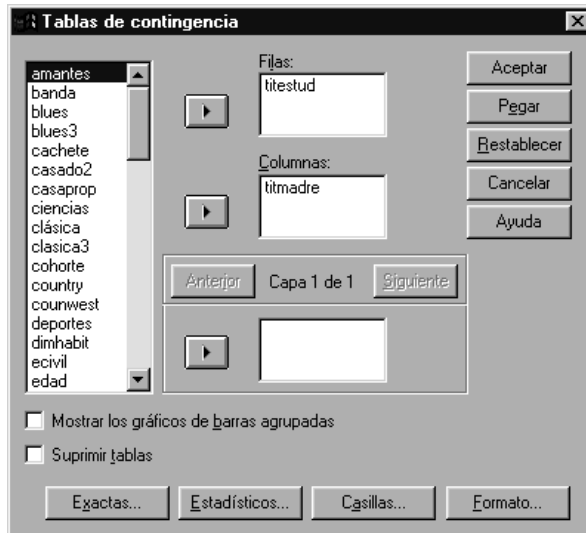 Tablas de contingencia
amantes
banda
blues
blues3
cachete
casado2
casaprop
ciencias
clásica
clasica3
cohorte
country
counwest
deportes
dimhabit
ecivil
edad
Filas:
titestud
Columnas:
titmadre
Anterior Capa 1 de 1 Siguiente
Aceptar
Pegar
Restablecer
Cancelar
Ayuda
Mostrar los gráficos de barras agrupadas
Suprimir tablas
Exactas... Estadísticos... Casillas... Formato...